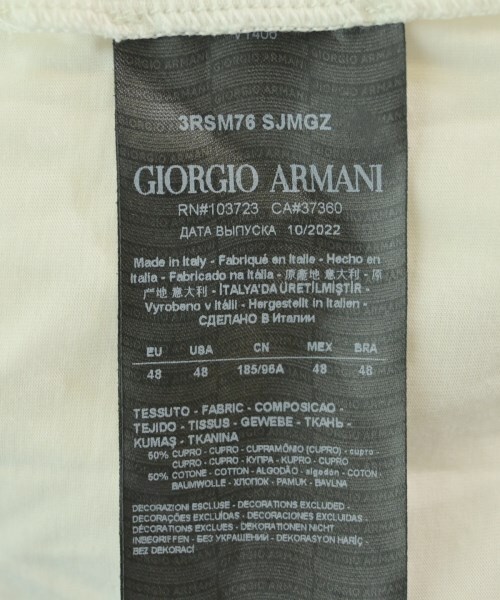 V1406
3RSM76 SJMGZ
GIORGIO ARMANI
RN#103723 CA#37360
ДАТА ВЫПУСКА 10/2022
Made in Italy - Fabriqué en Italie - Hecho en
Italia - Fabricado na Itália - 原產地 意大利 - 原
产地 意大利 - İTALYA'DA ÜRETİLMİŞTİR -
Vyrobeno v Itálii - Hergestellt in Italien -
СДЕЛАНО В Италии
EU USA CN MEX BRA
48 48 185/96A 48 48
TESSUTO - FABRIC - COMPOSICAO -
TEJIDO - TISSUS - GEWEBE - ТКАНЬ -
KUMAŞ - TKANINA
50% CUPRO - CUPRO - CUPRAMÔNIO (CUPRO) - cupro -
CUPRO - CUPRO - КУПРА - KUPRO - CUPRO
50% COTONE - COTTON - ALGODÃO - algodón - COTON -
BAUMWOLLE - ХЛОПОК - PAMUK - BAVLNA
DECORAZIONI ESCLUSE - DECORATIONS EXCLUDED -
DECORAÇÕES EXCLUÍDAS - DECORACIONES EXCLUIDAS -
DÉCORATIONS EXCLUES - DEKORATIONEN NICHT
INBEGRIFFEN - БЕЗ УКРАШЕНИЙ - DEKORASYON HARİÇ -
BEZ DEKORACÍ